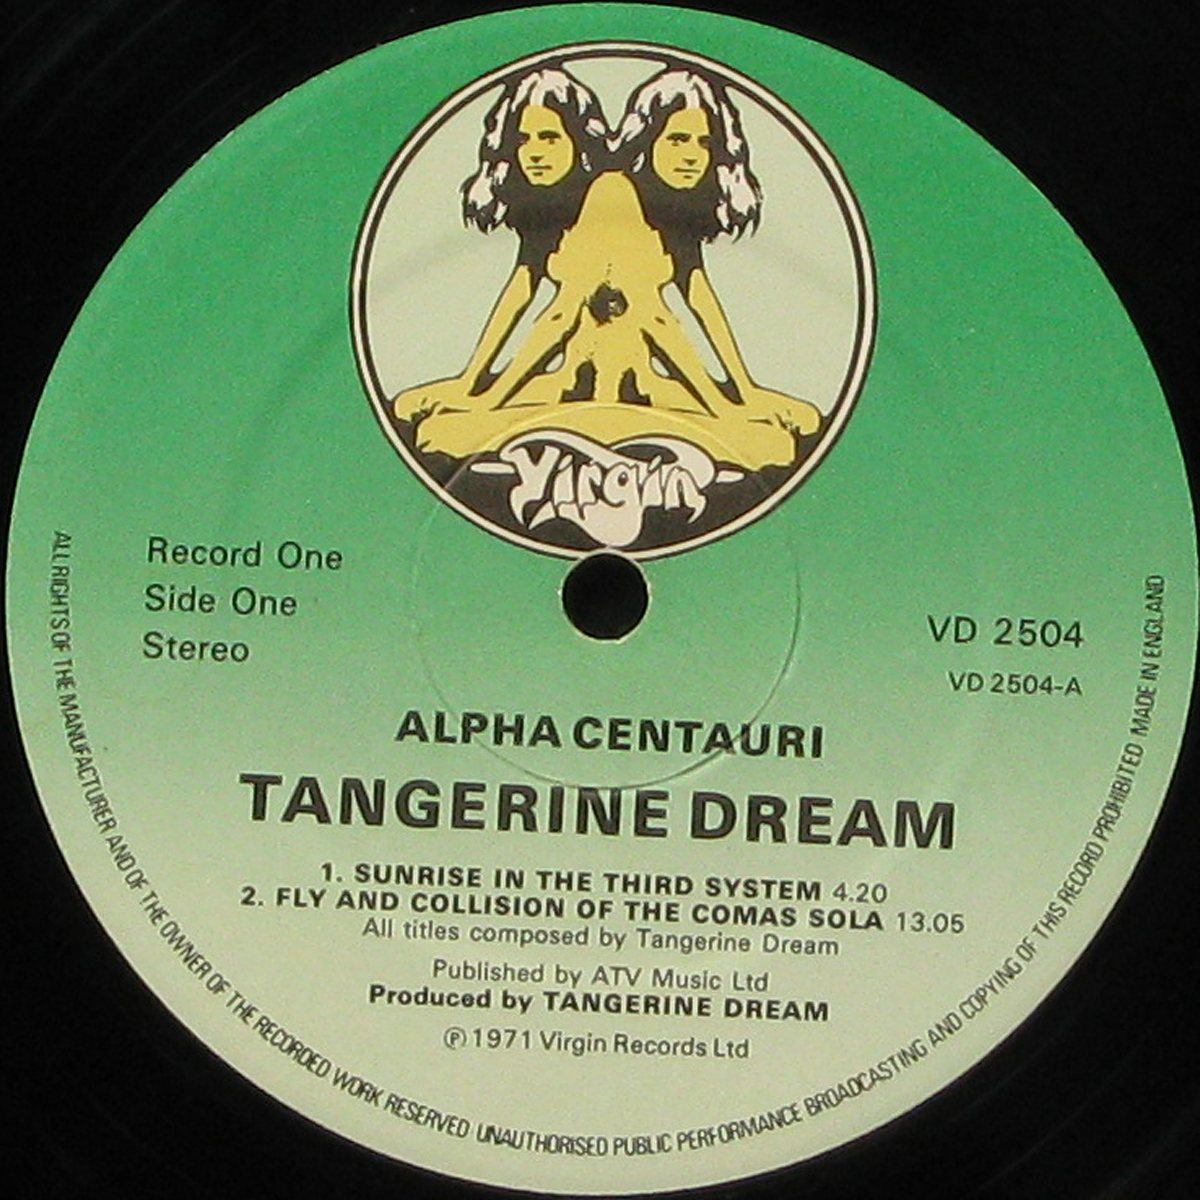 Virgin
Record One
Side One
Stereo
VD 2504
VD 2504-A
ALPHA CENTAURI
TANGERINE DREAM
1. SUNRISE IN THE THIRD SYSTEM 4.20
2. FLY AND COLLISION OF THE COMAS SOLA 13.05
All titles composed by Tangerine Dream
Published by ATV Music Ltd
Produced by TANGERINE DREAM
℗ 1971 Virgin Records Ltd
ALL RIGHTS OF THE MANUFACTURER AND OF THE OWNER OF THE RECORDED WORK RESERVED UNAUTHORISED PUBLIC PERFORMANCE BROADCASTING AND COPYING OF THIS RECORD PROHIBITED MADE IN ENGLAND